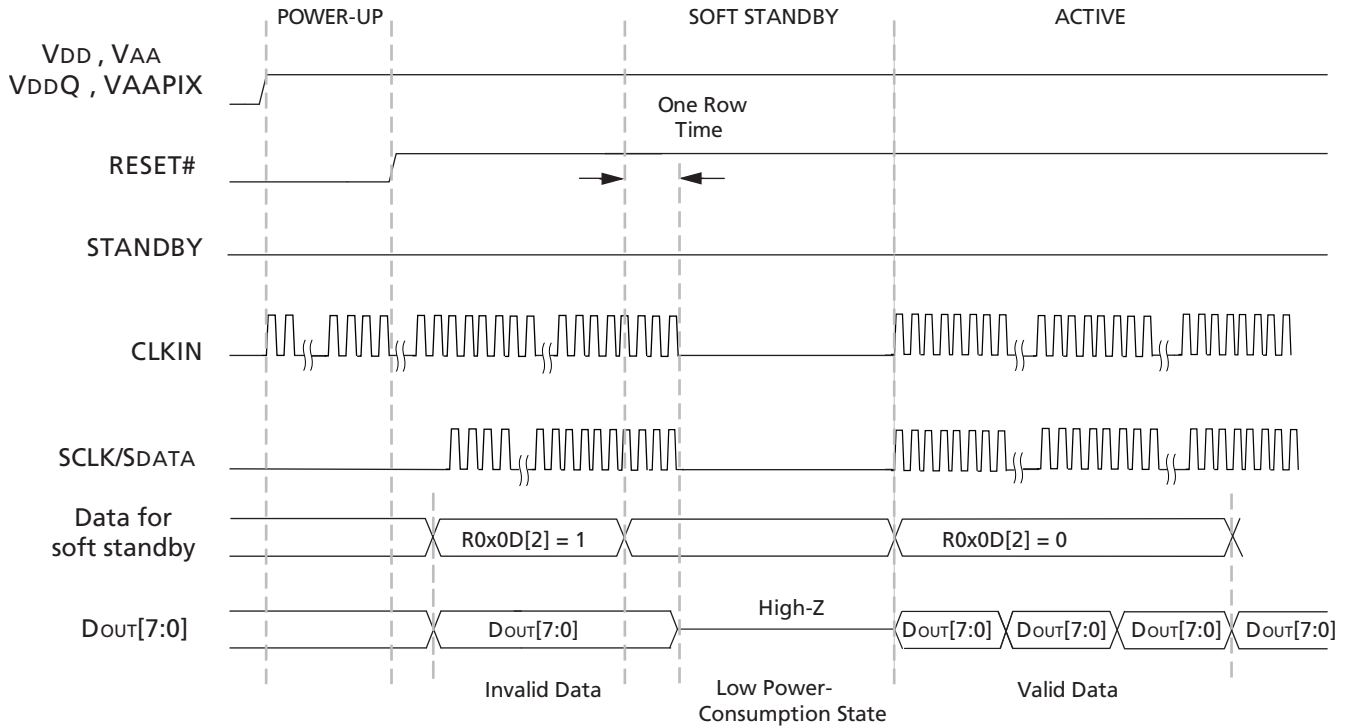 POWER-UP SOFT STANDBY ACTIVE
VDD , VAA
VDDQ , VAAPIX
One Row
Time
RESET#
STANDBY
CLKIN
SCLK/SDATA
Data for
soft standby
R0x0D[2] = 1 R0x0D[2] = 0
High-Z
DOUT[7:0] DOUT[7:0] DOUT[7:0] DOUT[7:0] DOUT[7:0] DOUT[7:0]
Invalid Data Low Power- Valid Data
Consumption State